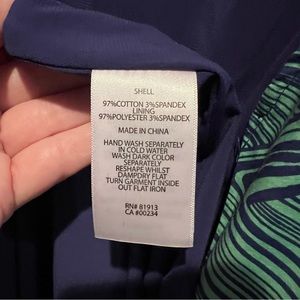 SHELL
97%COTTON 3%SPANDEX
LINING
97%POLYESTER 3%SPANDEX
MADE IN CHINA
HAND WASH SEPARATELY
IN COLD WATER
WASH DARK COLOR
SEPARATELY
RESHAPE WHILST
DAMPDRY FLAT
TURN GARMENT INSIDE
OUT FLAT IRON
RN# 81913
CA #00234